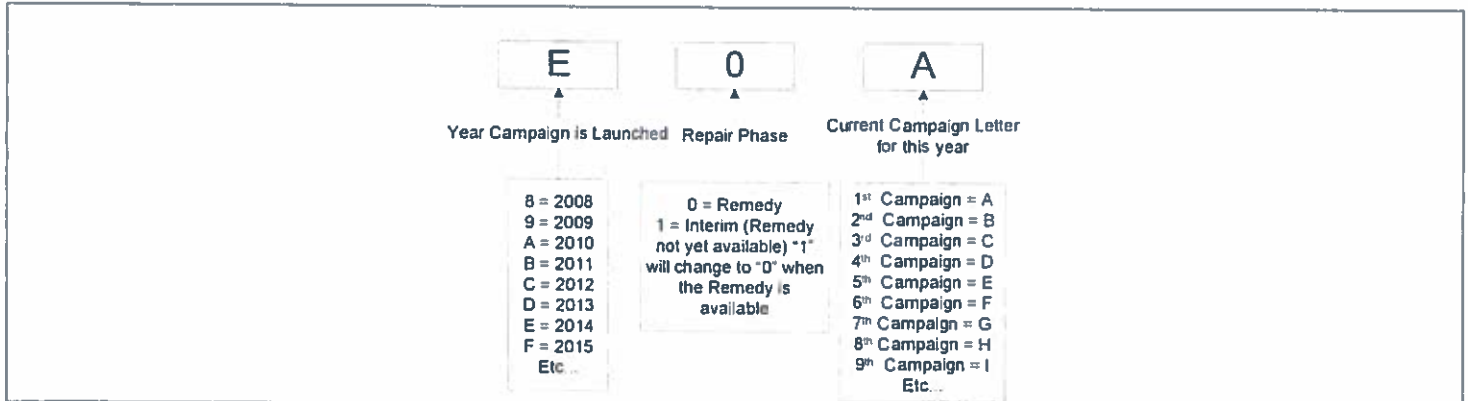 E
0
A
Year Campaign is Launched
Repair Phase
Current Campaign Letter
for this year
8 = 2008
9 = 2009
A = 2010
B = 2011
C = 2012
D = 2013
E = 2014
F = 2015
Etc...
0 = Remedy
1 = Interim (Remedy
not yet available) "1"
will change to "0" when
the Remedy is
available
1st Campaign = A
2nd Campaign = B
3rd Campaign = C
4th Campaign = D
5th Campaign = E
6th Campaign = F
7th Campaign = G
8th Campaign = H
9th Campaign = I
Etc...